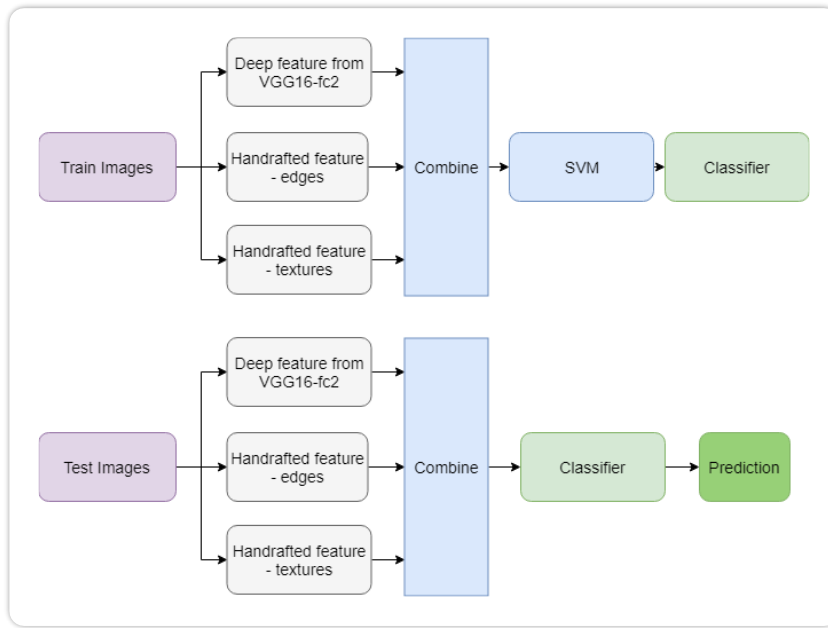 Deep feature from
VGG16-fc2
Train Images
Handrafted feature
- edges
Combine
SVM
Classifier
Handrafted feature
- textures
Deep feature from
VGG16-fc2
Test Images
Handrafted feature
- edges
Combine
Classifier
Prediction
Handrafted feature
- textures